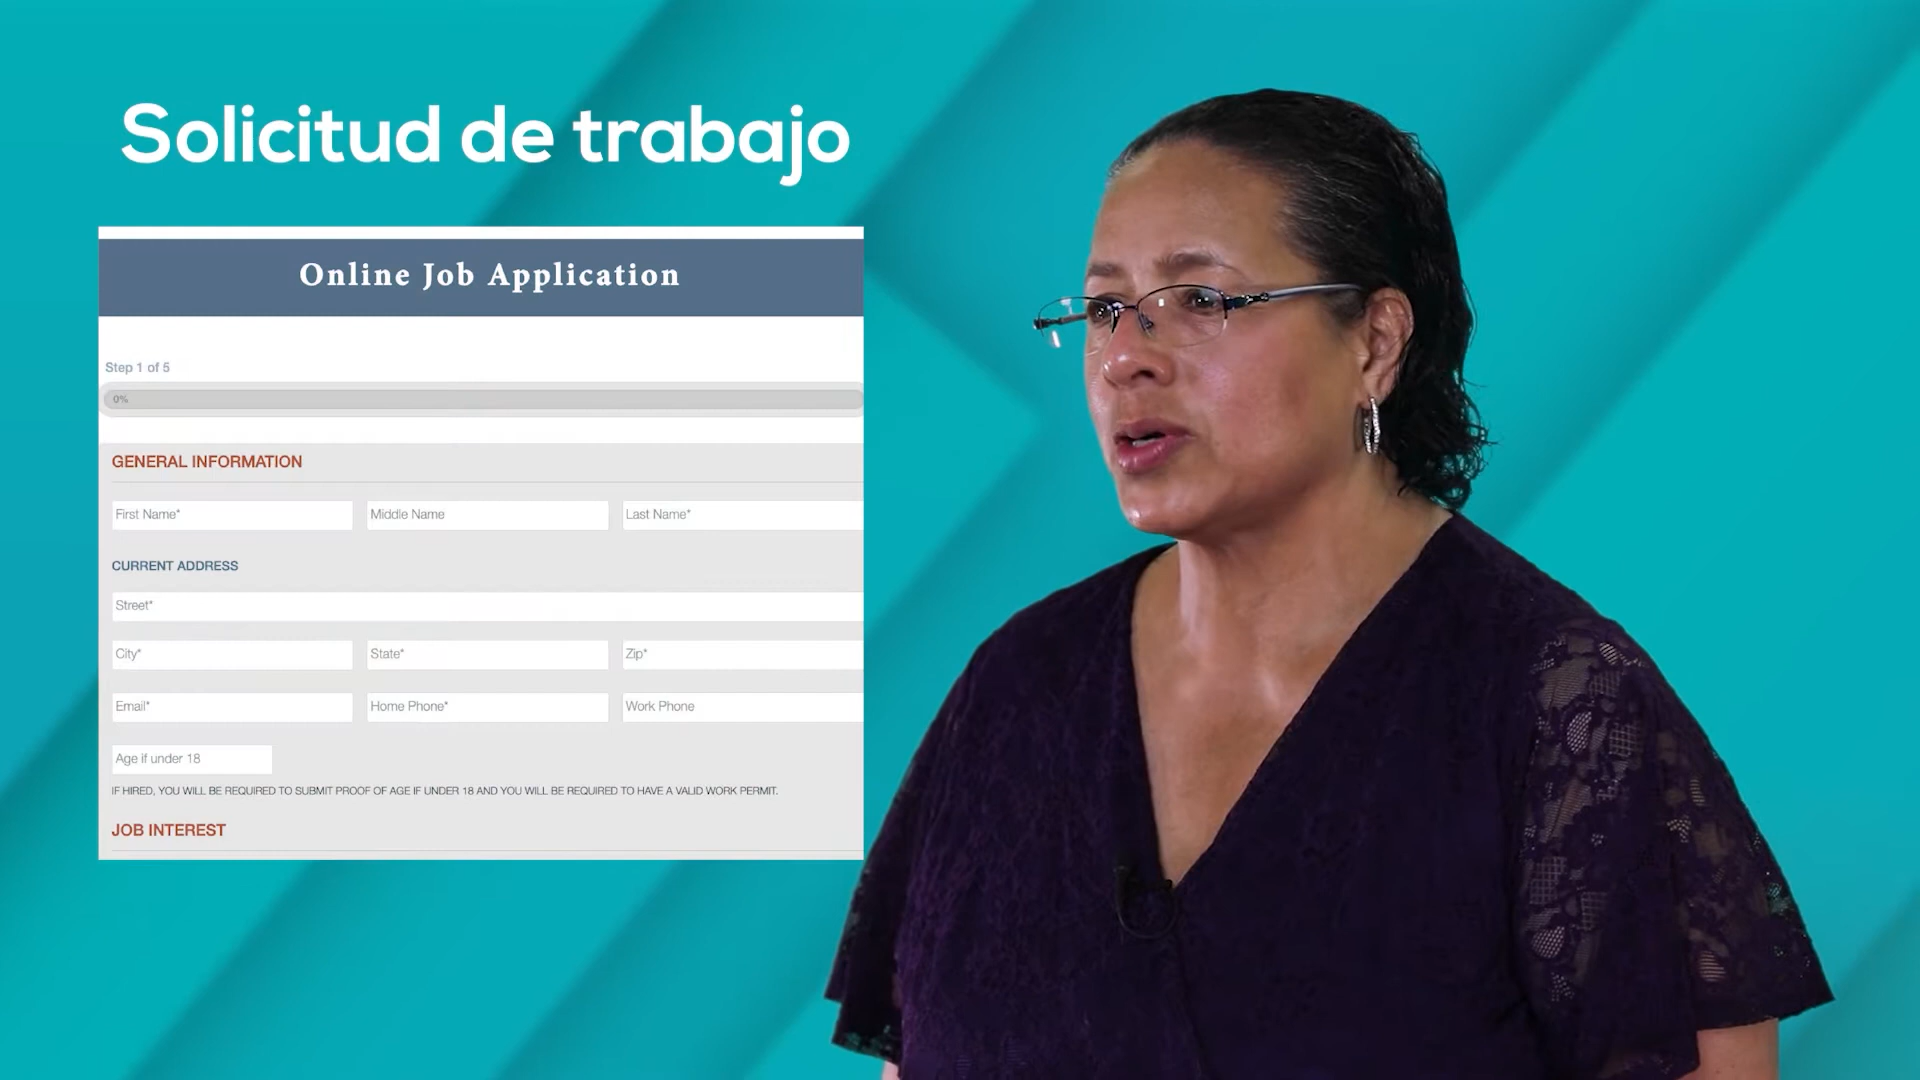 Solicitud de trabajo
Online Job Application
Step 1 of 5
0%
GENERAL INFORMATION
First Name* Middle Name Last Name*
CURRENT ADDRESS
Street*
City* State* Zip*
Email* Home Phone* Work Phone
Age if under 18
IF HIRED, YOU WILL BE REQUIRED TO SUBMIT PROOF OF AGE IF UNDER 18 AND YOU WILL BE REQUIRED TO HAVE A VALID WORK PERMIT.
JOB INTEREST